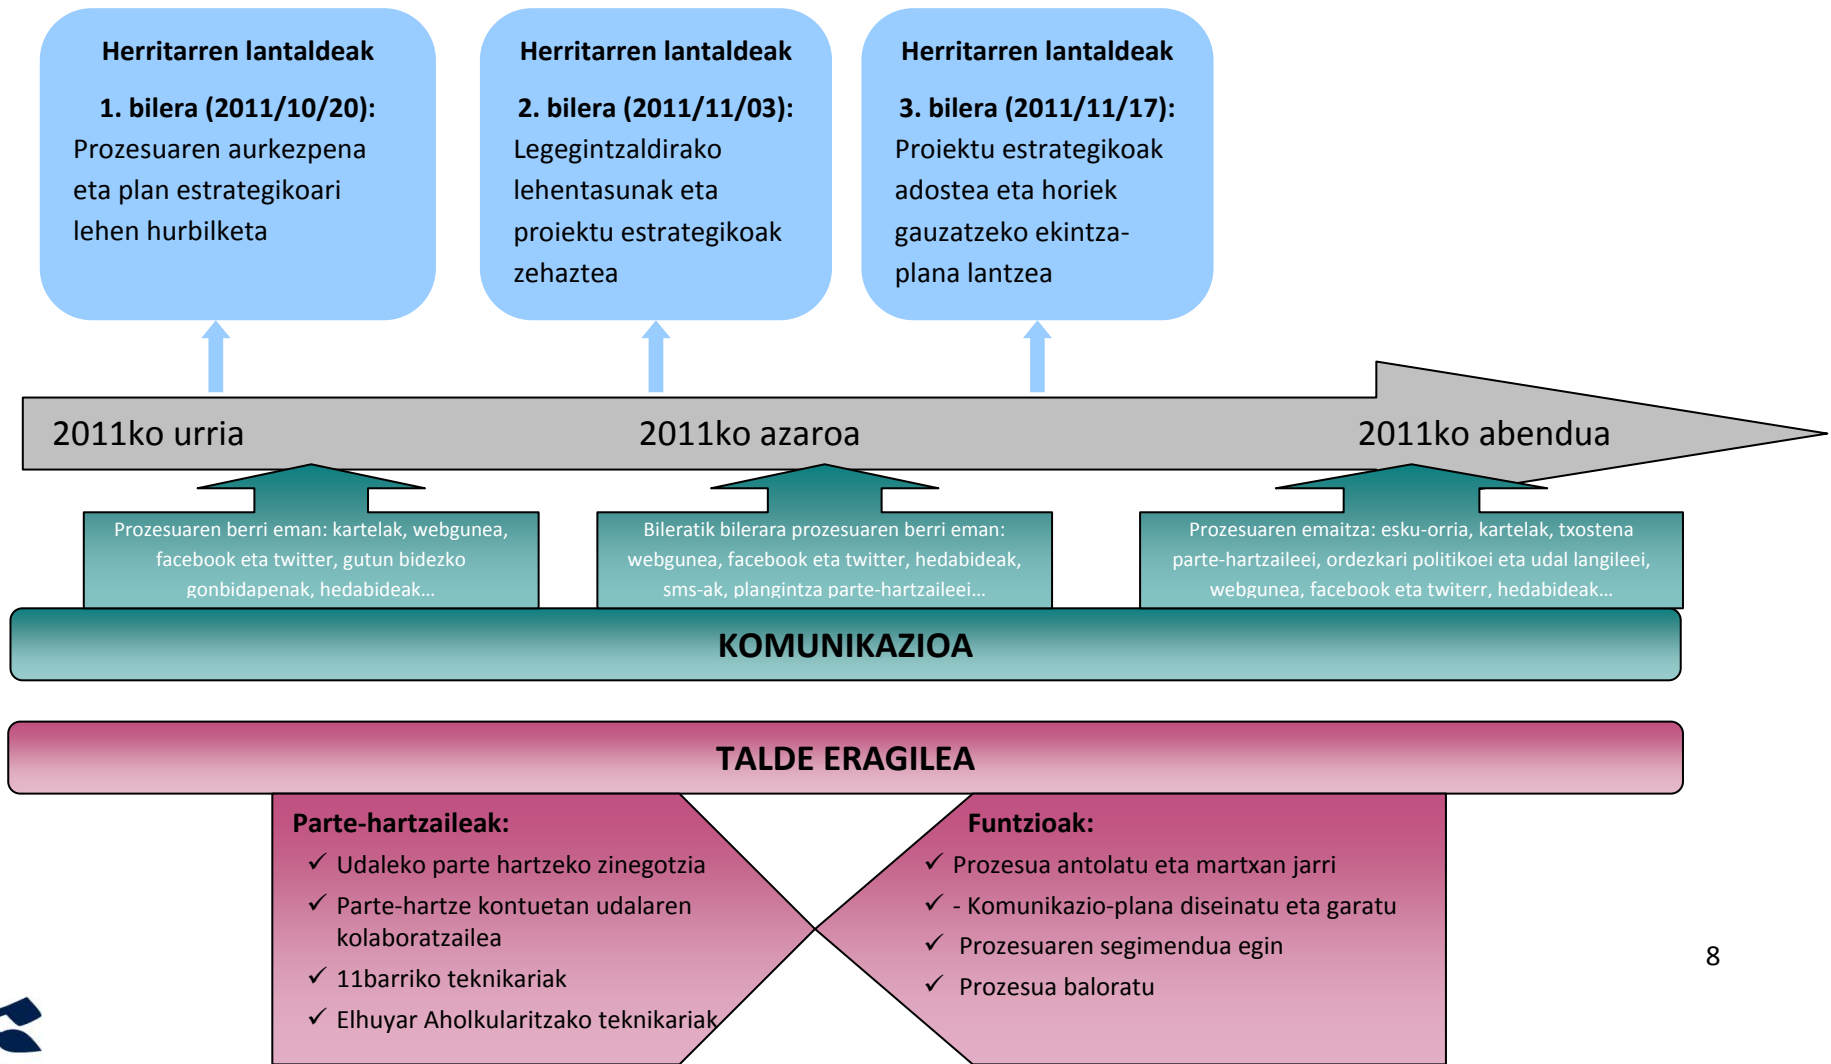 Herritarren lantaldeak
1. bilera (2011/10/20):
Prozesuaren aurkezpena
eta plan estrategikoari
lehen hurbilketa
Herritarren lantaldeak
2. bilera (2011/11/03):
Legegintzaldirako
lehentasunak eta
proiektu estrategikoak
zehaztea
Herritarren lantaldeak
3. bilera (2011/11/17):
Proiektu estrategikoak
adostea eta horiek
gauzatzeko ekintza-
plana lantzea
2011ko urria
2011ko azaroa
2011ko abendua
Prozesuaren berri eman: kartelak, webgunea,
facebook eta twitter, gutun bidezko
gonbidapenak, hedabideak...
Bileratik bilerara prozesuaren berri eman:
webgunea, facebook eta twitter, hedabideak,
sms-ak, plangintza parte-hartzaileei...
Prozesuaren emaitza: esku-orria, kartelak, txostena
parte-hartzaileei, ordezkari politikoei eta udal langileei,
webgunea, facebook eta twiterr, hedabideak...
KOMUNIKAZIOA
TALDE ERAGILEA
Parte-hartzaileak:
✓ Udaleko parte hartzeko zinegotzia
✓ Parte-hartze kontuetan udalaren
kolaboratzailea
✓ 11barriko teknikariak
✓ Elhuyar Aholkularitzako teknikariak
Funtzioak:
✓ Prozesua antolatu eta martxan jarri
✓ - Komunikazio-plana diseinatu eta garatu
✓ Prozesuaren segimendua egin
✓ Prozesua baloratu
8